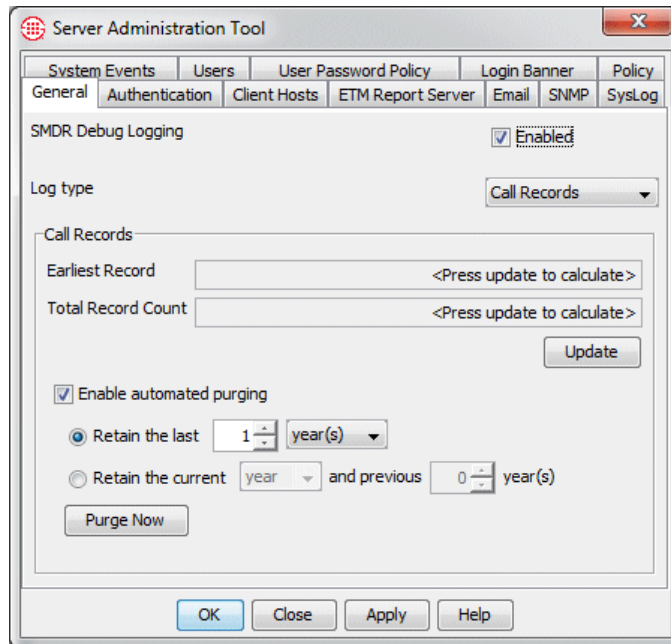 Server Administration Tool
System Events Users User Password Policy Login Banner Policy
General Authentication Client Hosts ETM Report Server Email SNMP SysLog
SMDR Debug Logging Enabled
Log type Call Records
Call Records
Earliest Record <Press update to calculate>
Total Record Count <Press update to calculate>
Update
Enable automated purging
Retain the last 1 year(s)
Retain the current year and previous 0 year(s)
Purge Now
OK Close Apply Help